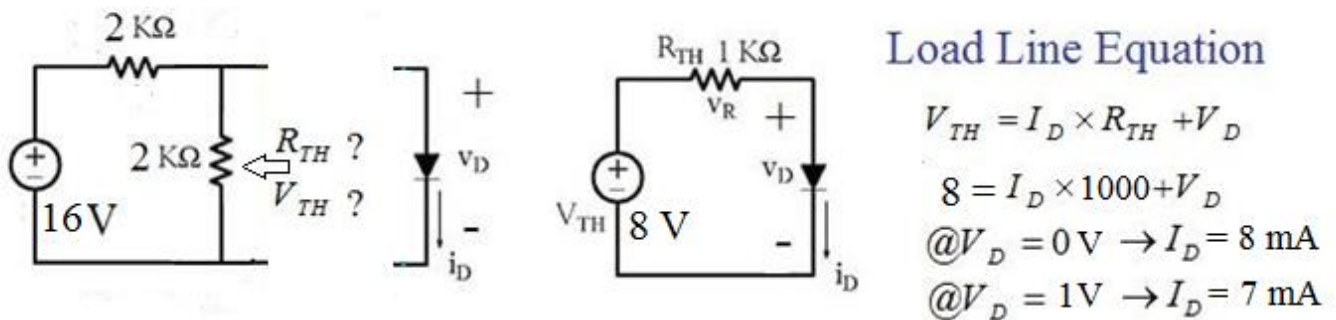 2 KΩ
2 KΩ
16V
+
-
R_TH ?
V_TH ?
+
v_D
-
i_D
R_TH 1 KΩ
v_R
+
-
V_TH 8 V
+
v_D
-
i_D
Load Line Equation
V_TH = I_D × R_TH + V_D
8 = I_D × 1000 + V_D
@V_D = 0 V → I_D = 8 mA
@V_D = 1V → I_D = 7 mA